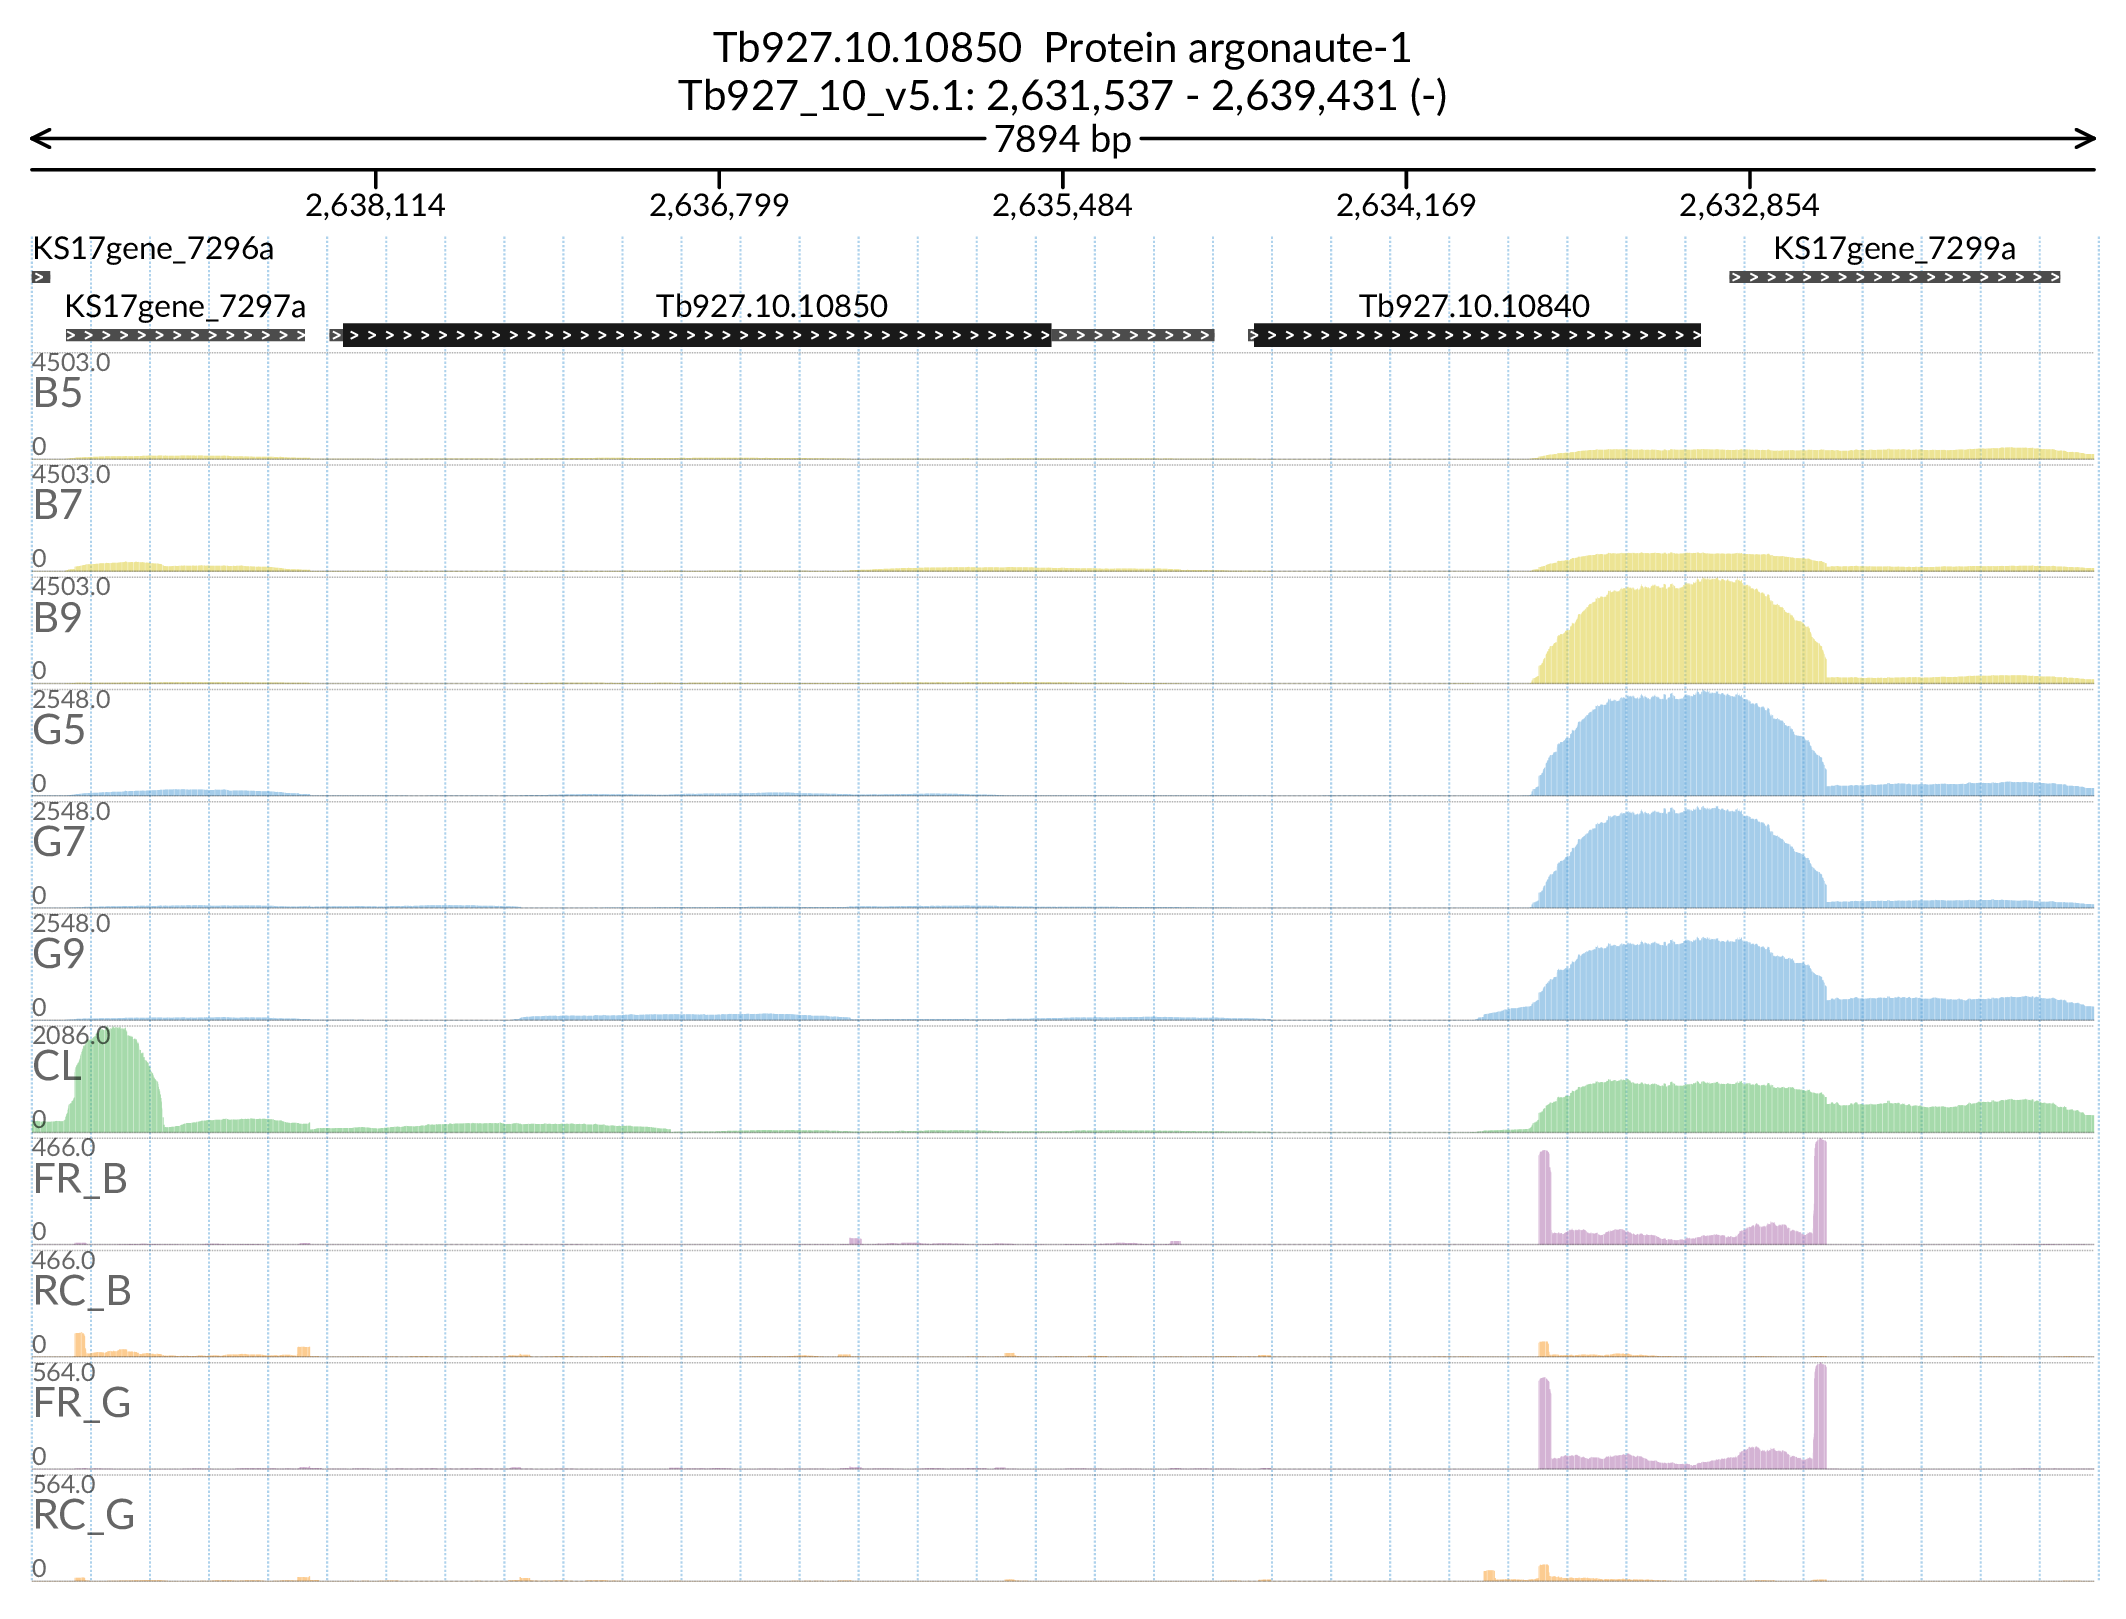 Tb927.10.10850  Protein argonaute-1
Tb927_10_v5.1: 2,631,537 - 2,639,431 (-)
7894 bp
2,638,114 2,636,799 2,635,484 2,634,169 2,632,854
KS17gene_7296a KS17gene_7299a
KS17gene_7297a Tb927.10.10850 Tb927.10.10840
4503.0
B5
0
4503.0
B7
0
4503.0
B9
0
2548.0
G5
0
2548.0
G7
0
2548.0
G9
0
2086.0
CL
0
466.0
FR_B
0
466.0
RC_B
0
564.0
FR_G
0
564.0
RC_G
0